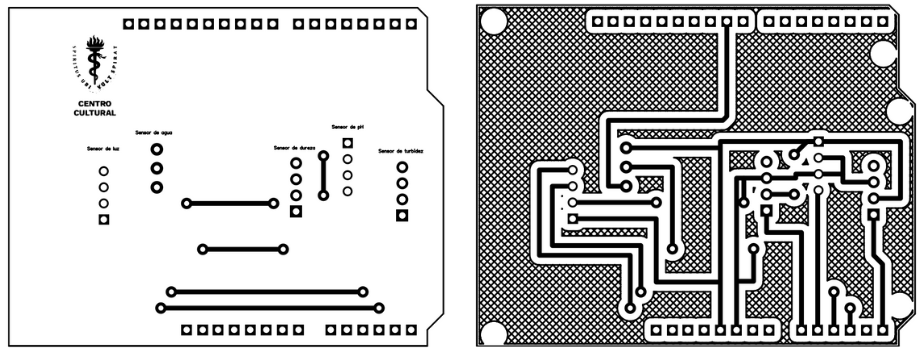 SPIRITUS UBI VULT SPIRAT
CENTRO
CULTURAL
Sensor de pH
Sensor de agua
Sensor de luz
Sensor de dureza
Sensor de turbidez